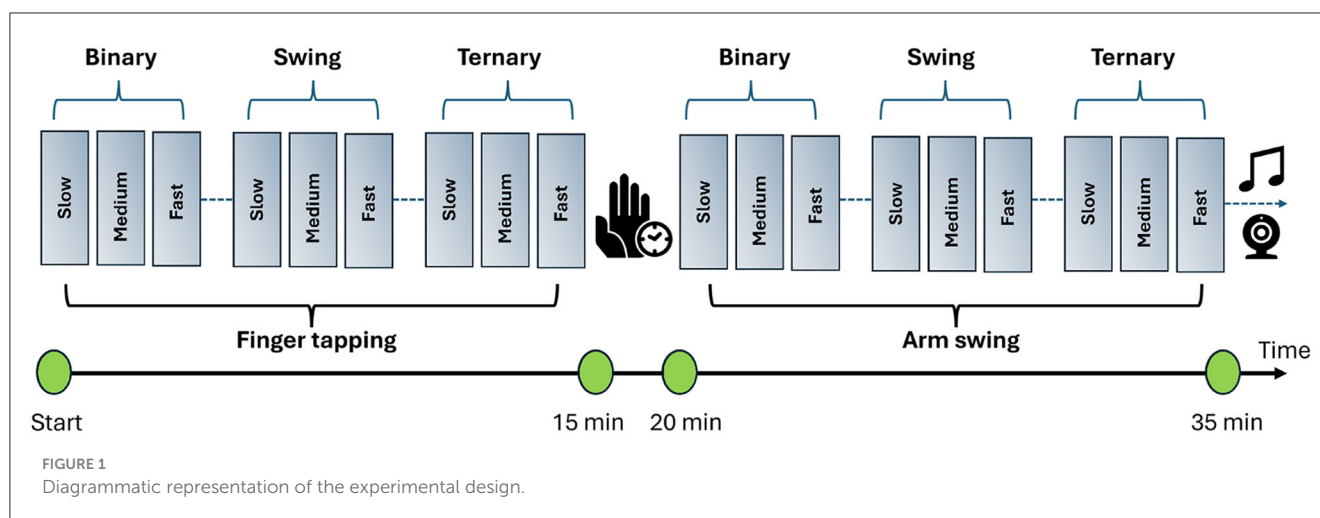 Binary Swing Ternary Binary Swing Ternary
Slow Medium Fast Slow Medium Fast Slow Medium Fast Slow Medium Fast Slow Medium Fast Slow Medium Fast
Finger tapping Arm swing
Time
Start 15 min 20 min 35 min
FIGURE 1
Diagrammatic representation of the experimental design.